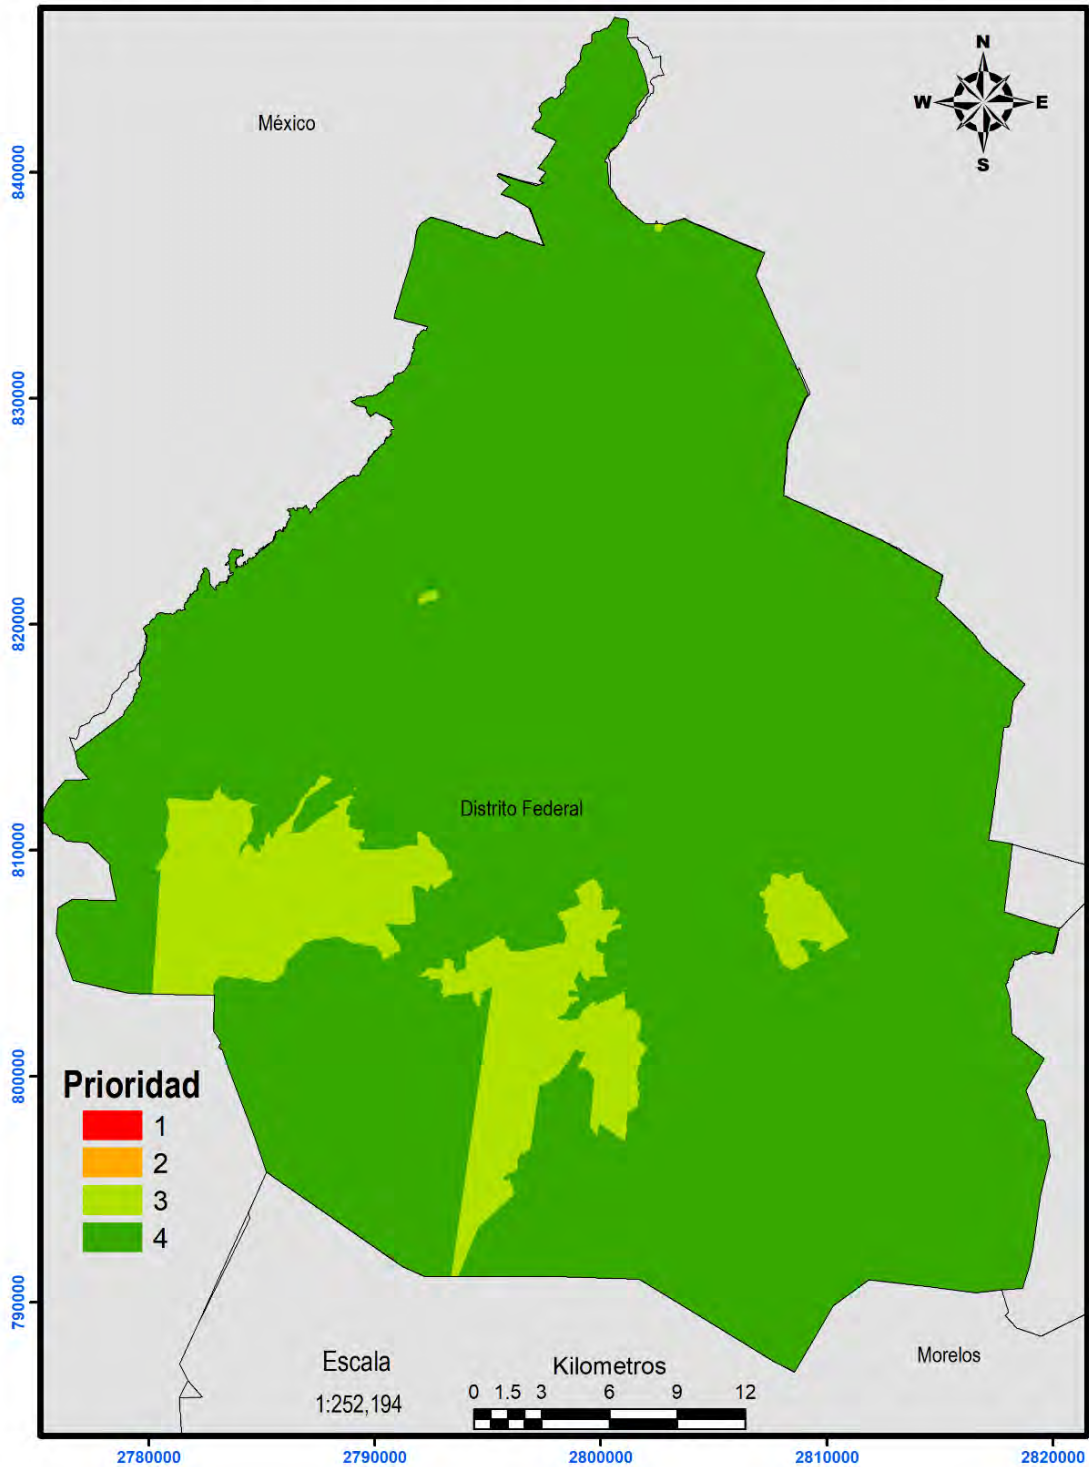 N
W E
S
México
840000
830000
820000
Distrito Federal
810000
800000
790000
Prioridad
1
2
3
4
Escala
1:252,194
Kilometros
0 1.5 3 6 9 12
Morelos
2780000 2790000 2800000 2810000 2820000